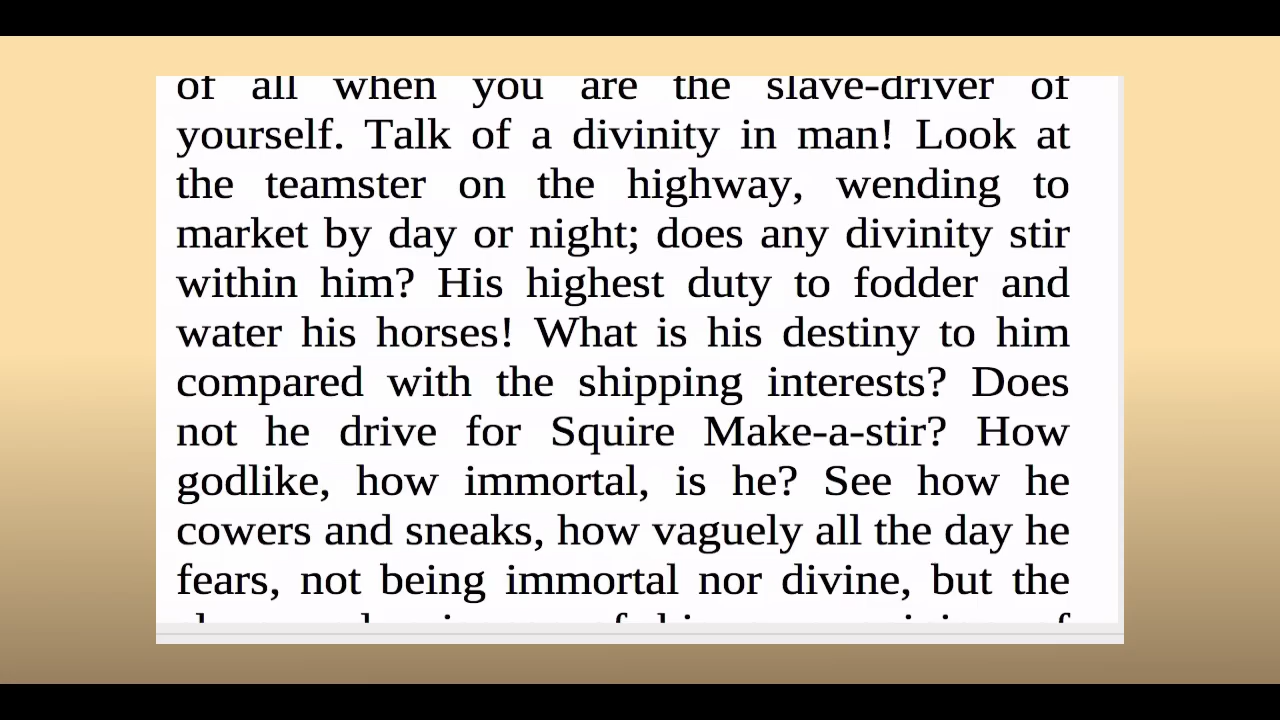 of all when you are the slave-driver of
yourself. Talk of a divinity in man! Look at
the teamster on the highway, wending to
market by day or night; does any divinity stir
within him? His highest duty to fodder and
water his horses! What is his destiny to him
compared with the shipping interests? Does
not he drive for Squire Make-a-stir? How
godlike, how immortal, is he? See how he
cowers and sneaks, how vaguely all the day he
fears, not being immortal nor divine, but the